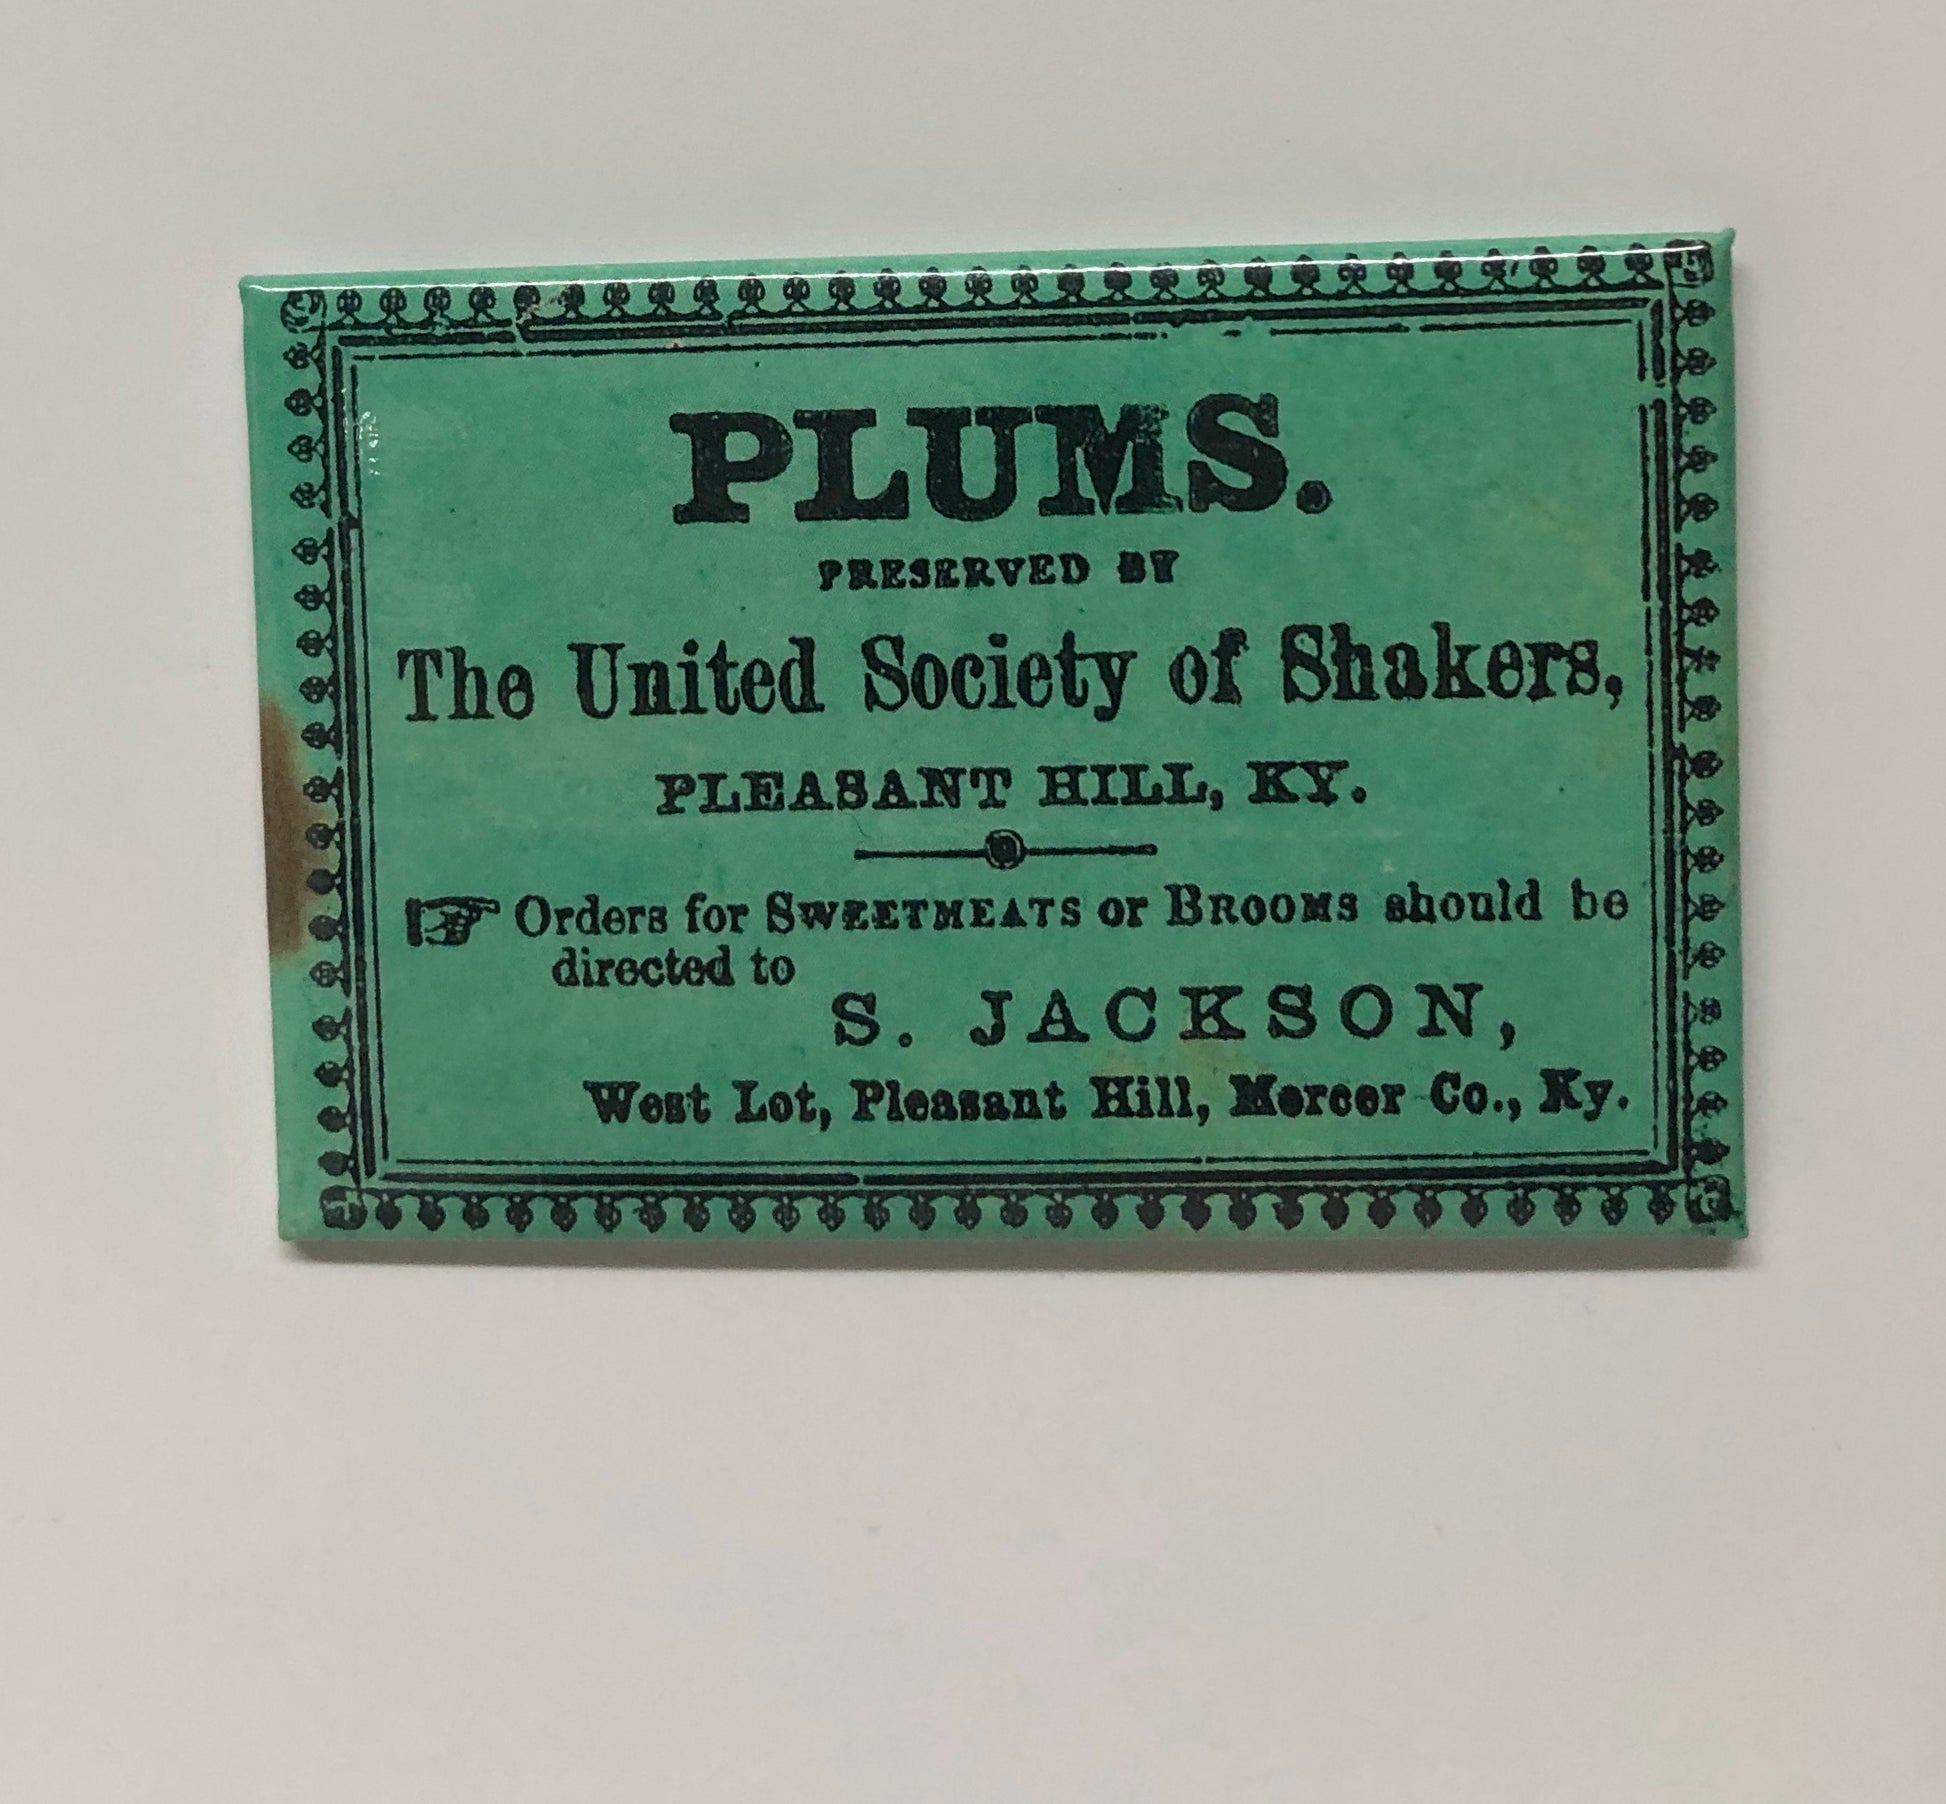 PLUMS.
PRESERVED BY
The United Society of Shakers,
PLEASANT HILL, KY.
☞ Orders for SWEETMEATS or BROOMS should be
directed to
S. JACKSON,
West Lot, Pleasant Hill, Mercer Co., Ky.